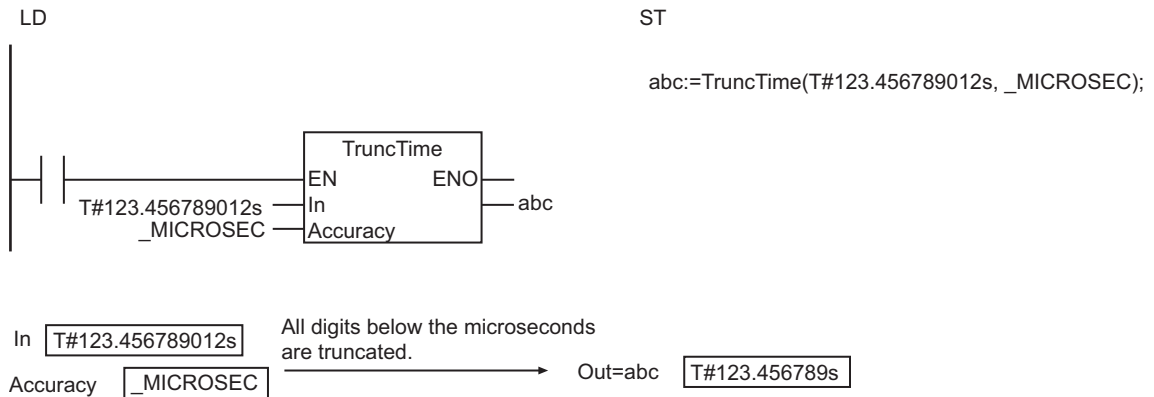 LD
ST
abc:=TruncTime(T#123.456789012s, _MICROSEC);
TruncTime
EN ENO
T#123.456789012s In abc
_MICROSEC Accuracy
In T#123.456789012s
All digits below the microseconds
are truncated.
Accuracy _MICROSEC
Out=abc T#123.456789s